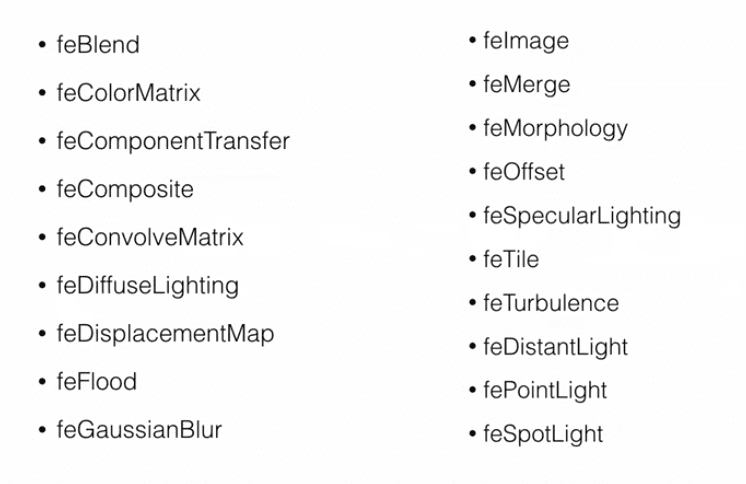 • feBlend
• feColorMatrix
• feComponentTransfer
• feComposite
• feConvolveMatrix
• feDiffuseLighting
• feDisplacementMap
• feFlood
• feGaussianBlur
• feImage
• feMerge
• feMorphology
• feOffset
• feSpecularLighting
• feTile
• feTurbulence
• feDistantLight
• fePointLight
• feSpotLight